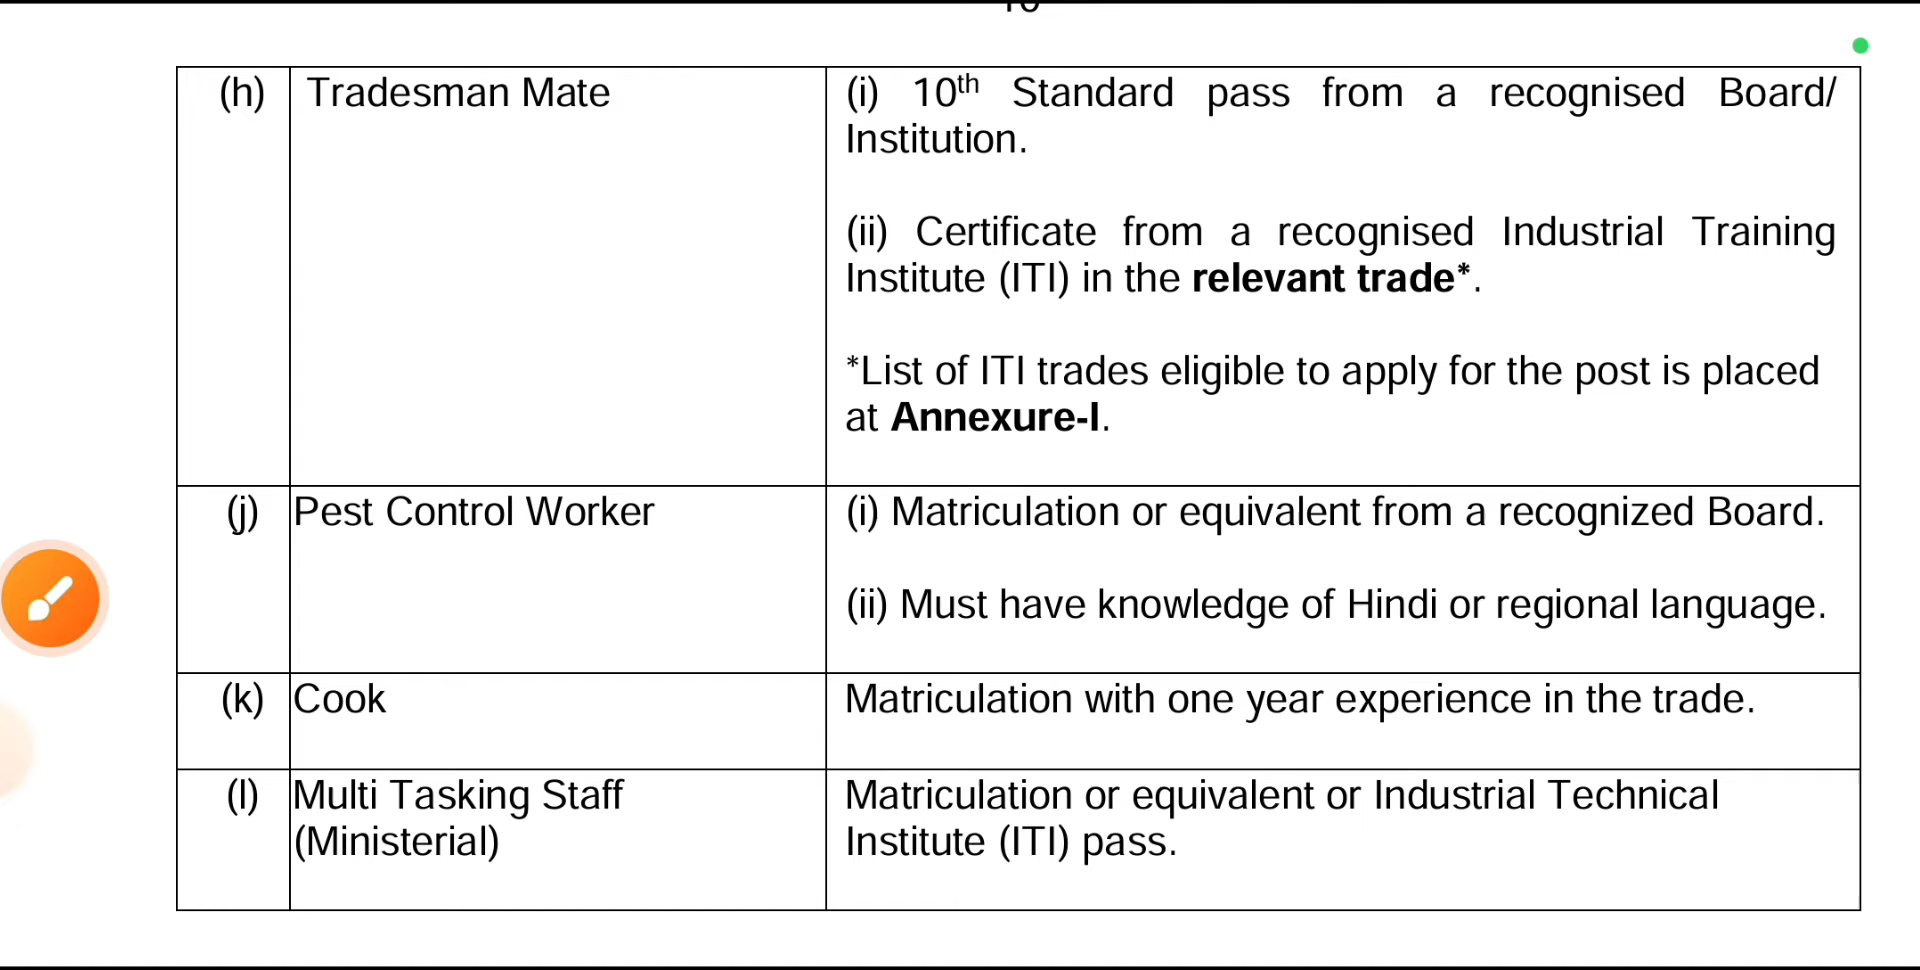 (h) Tradesman Mate (i) 10th Standard pass from a recognised Board/
Institution.
(ii) Certificate from a recognised Industrial Training
Institute (ITI) in the relevant trade*.
*List of ITI trades eligible to apply for the post is placed
at Annexure-I.
(j) Pest Control Worker (i) Matriculation or equivalent from a recognized Board.
(ii) Must have knowledge of Hindi or regional language.
(k) Cook Matriculation with one year experience in the trade.
(l) Multi Tasking Staff Matriculation or equivalent or Industrial Technical
(Ministerial) Institute (ITI) pass.